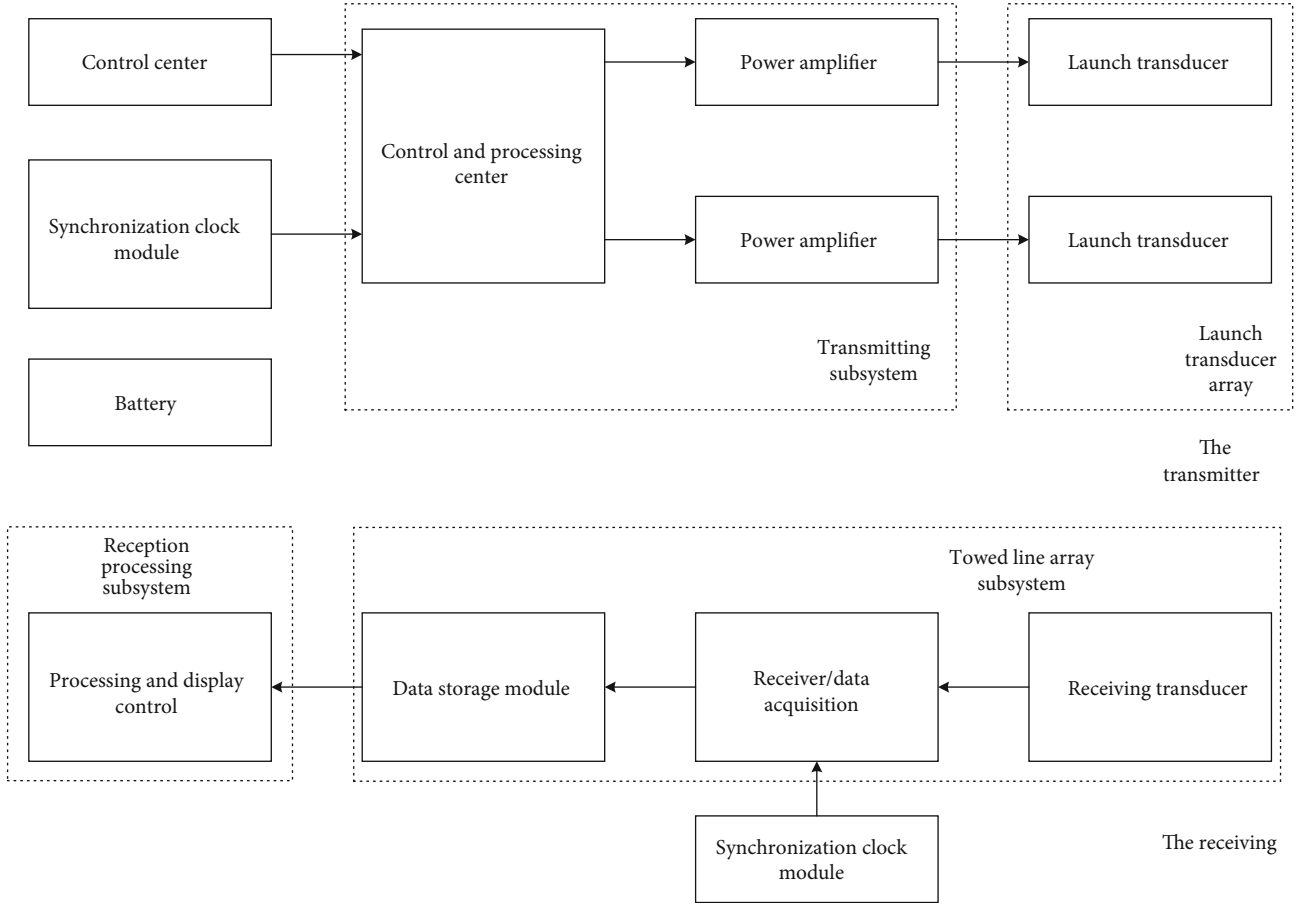 Control center
Power amplifier
Launch transducer
Control and processing
center
Synchronization clock
module
Power amplifier
Launch transducer
Transmitting
subsystem
Launch
transducer
array
Battery
The
transmitter
Reception
processing
subsystem
Towed line array
subsystem
Processing and display
control
Data storage module
Receiver/data
acquisition
Receiving transducer
Synchronization clock
module
The receiving